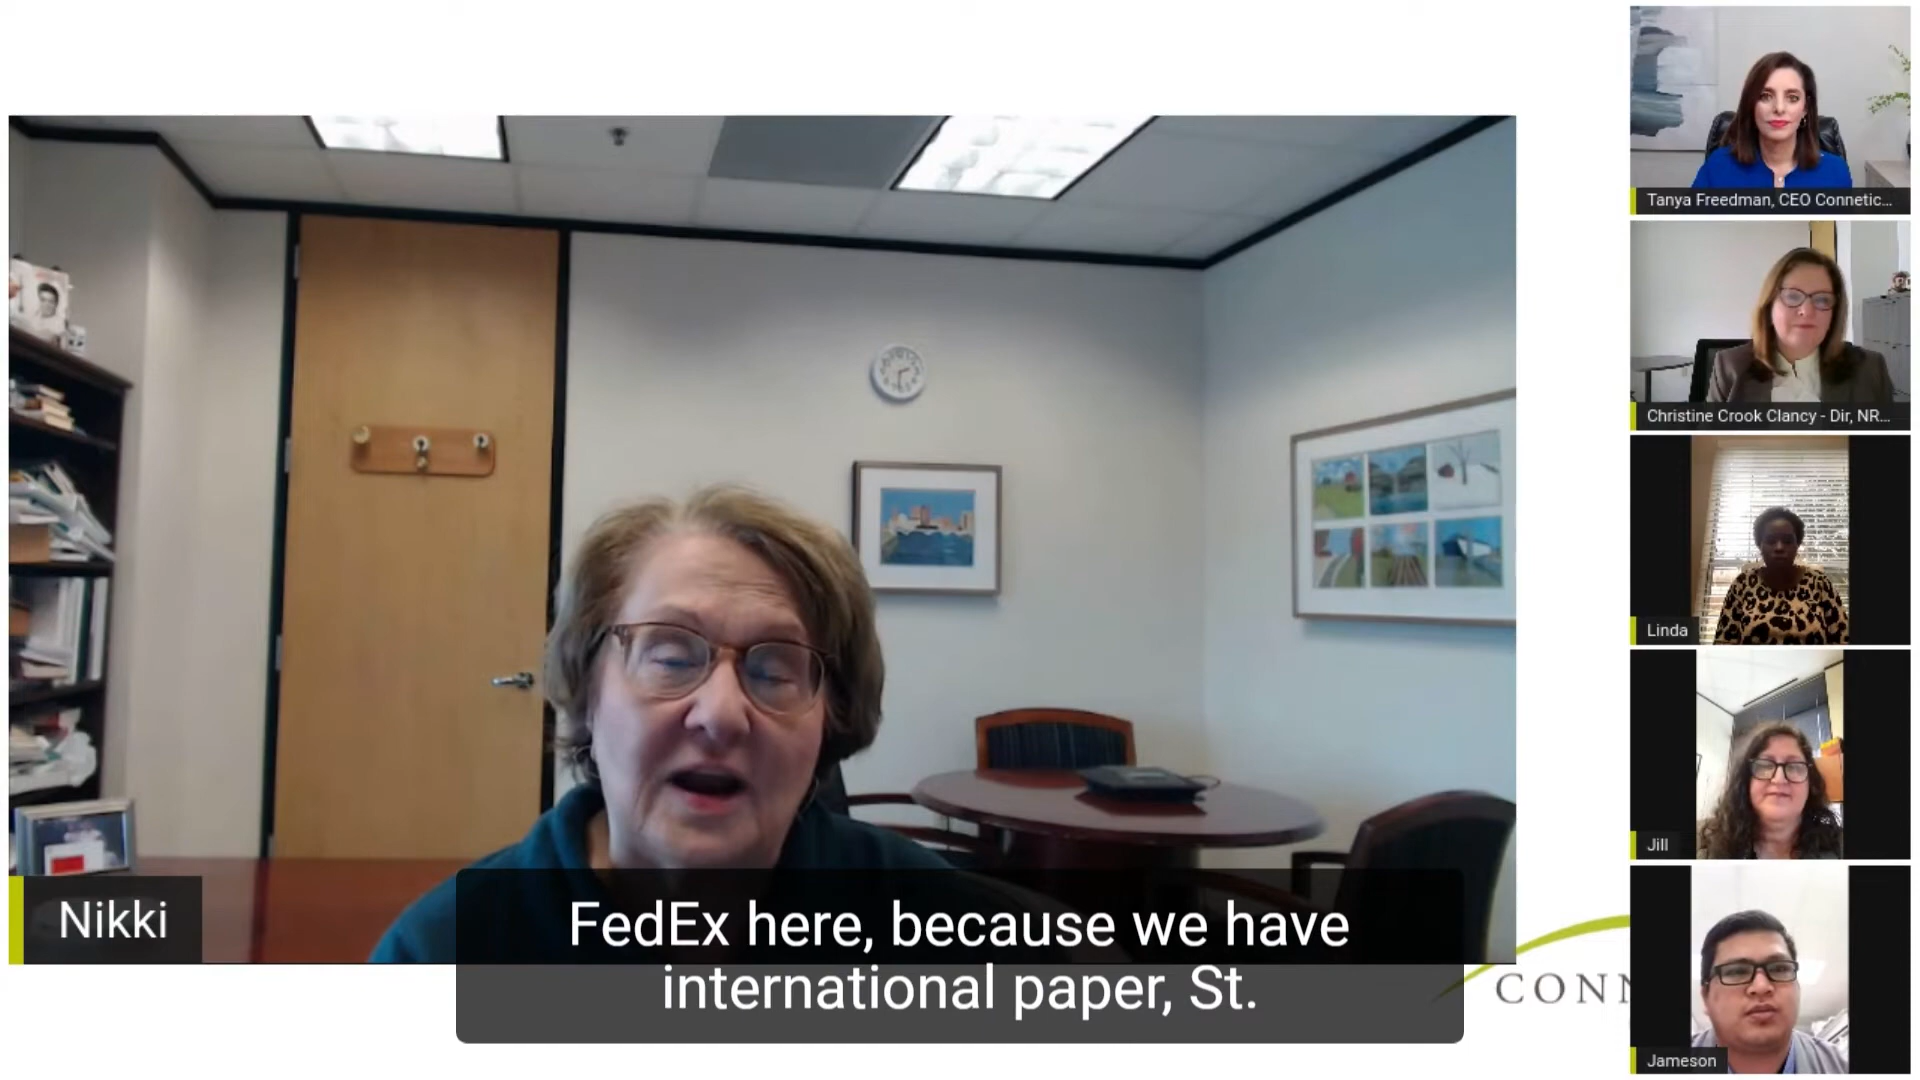 Tanya Freedman, CEO Connetic...
Christine Crook Clancy - Dir, NR...
Linda
Jill
Jameson
Nikki
FedEx here, because we have
international paper, St.
CONN